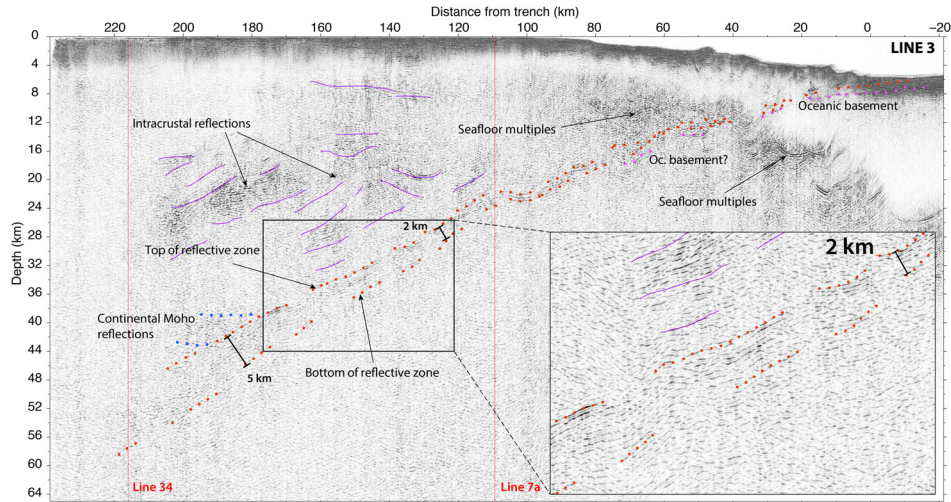 Distance from trench (km)
220 200 180 160 140 120 100 80 60 40 20 0 −20
LINE 3
0
4
8
12
16
20
24
28
32
36
40
44
48
52
56
60
64
Depth (km)
Oceanic basement
Intracrustal reflections
Seafloor multiples
Oc. basement?
Seafloor multiples
2 km
Top of reflective zone
2 km
Continental Moho
reflections
5 km
Bottom of reflective zone
Line 34
Line 7a